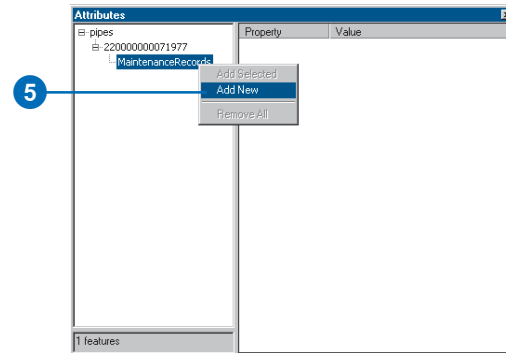 Attributes
pipes
220000000071977
MaintenanceRecords
Property Value
Add Selected
Add New
Remove All
5
1 features